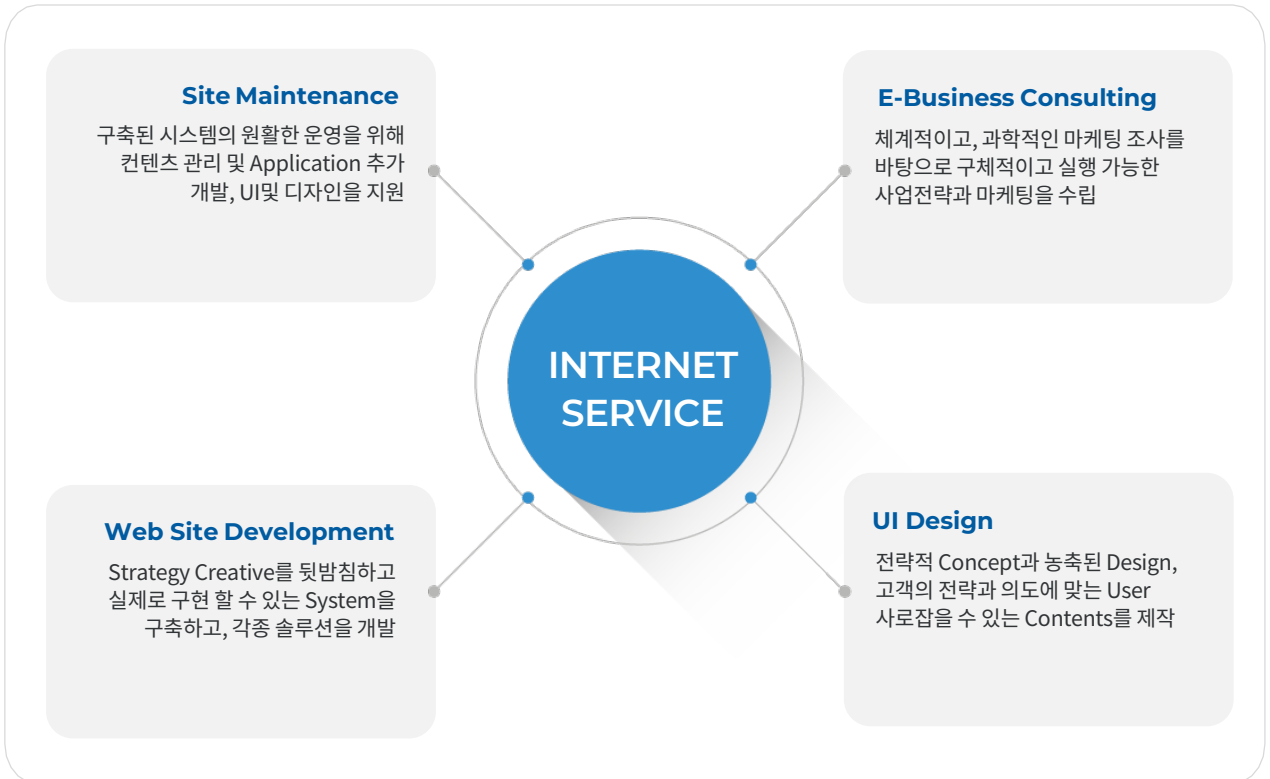 Site Maintenance
구축된 시스템의 원활한 운영을 위해
컨텐츠 관리 및 Application 추가
개발, UI및 디자인을 지원
E-Business Consulting
체계적이고, 과학적인 마케팅 조사를
바탕으로 구체적이고 실행 가능한
사업전략과 마케팅을 수립
INTERNET
SERVICE
Web Site Development
Strategy Creative를 뒷밤침하고
실제로 구현 할 수 있는 System을
구축하고, 각종 솔루션을 개발
UI Design
전략적 Concept과 농축된 Design,
고객의 전략과 의도에 맞는 User
사로잡을 수 있는 Contents를 제작